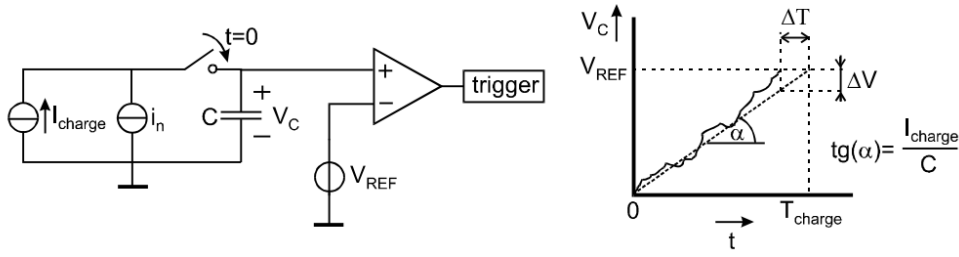 t=0
I_charge
i_n
C
+
V_C
−
+
−
trigger
V_REF
V_C
ΔT
V_REF
ΔV
α
tg(α)= I_charge
C
0
T_charge
t